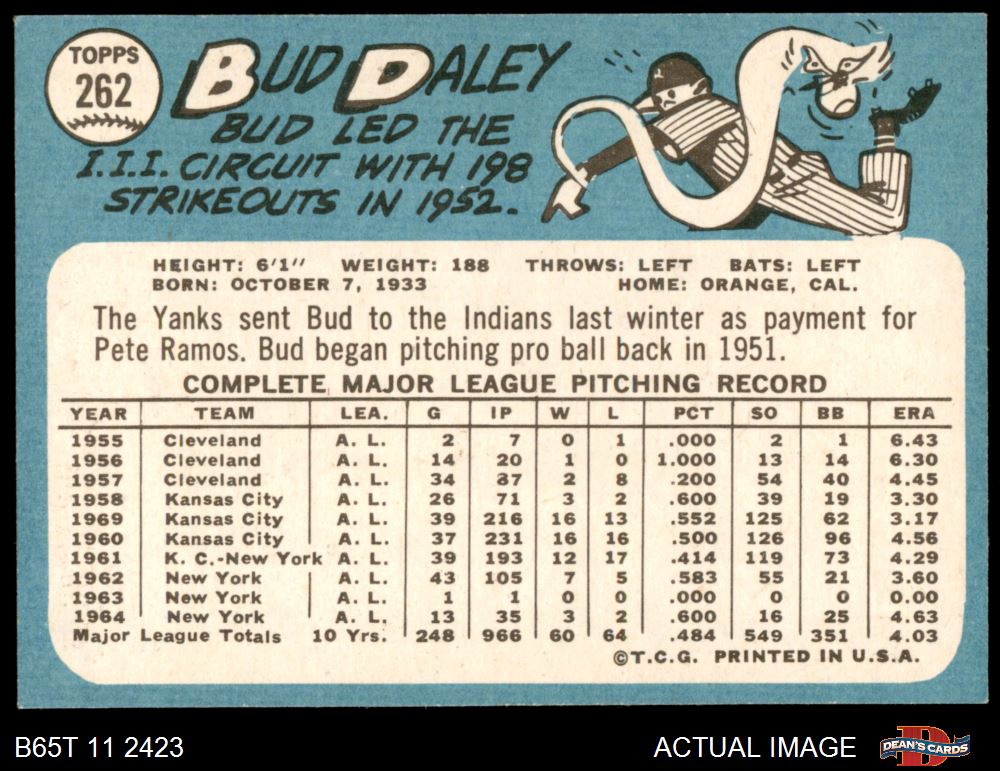 TOPPS
262
BUD DALEY
BUD LED THE
I.I.I. CIRCUIT WITH 198
STRIKEOUTS IN 1952.
HEIGHT: 6'1" WEIGHT: 188 THROWS: LEFT BATS: LEFT
BORN: OCTOBER 7, 1933 HOME: ORANGE, CAL.
The Yanks sent Bud to the Indians last winter as payment for
Pete Ramos. Bud began pitching pro ball back in 1951.
COMPLETE MAJOR LEAGUE PITCHING RECORD
YEAR TEAM LEA. G IP W L PCT SO BB ERA
1955 Cleveland A. L. 2 7 0 1 .000 2 1 6.43
1956 Cleveland A. L. 14 20 1 0 1.000 13 14 6.30
1957 Cleveland A. L. 34 87 2 8 .200 54 40 4.45
1958 Kansas City A. L. 26 71 3 2 .600 39 19 3.30
1969 Kansas City A. L. 39 216 16 13 .552 125 62 3.17
1960 Kansas City A. L. 37 231 16 16 .500 126 96 4.56
1961 K. C.-New York A. L. 39 193 12 17 .414 119 73 4.29
1962 New York A. L. 43 105 7 5 .583 55 21 3.60
1963 New York A. L. 1 1 0 0 .000 0 0 0.00
1964 New York A. L. 13 35 3 2 .600 16 25 4.63
Major League Totals 10 Yrs. 248 966 60 64 .484 549 351 4.03
©T.C.G. PRINTED IN U.S.A.
B65T 11 2423 ACTUAL IMAGE D DEAN'S CARDS